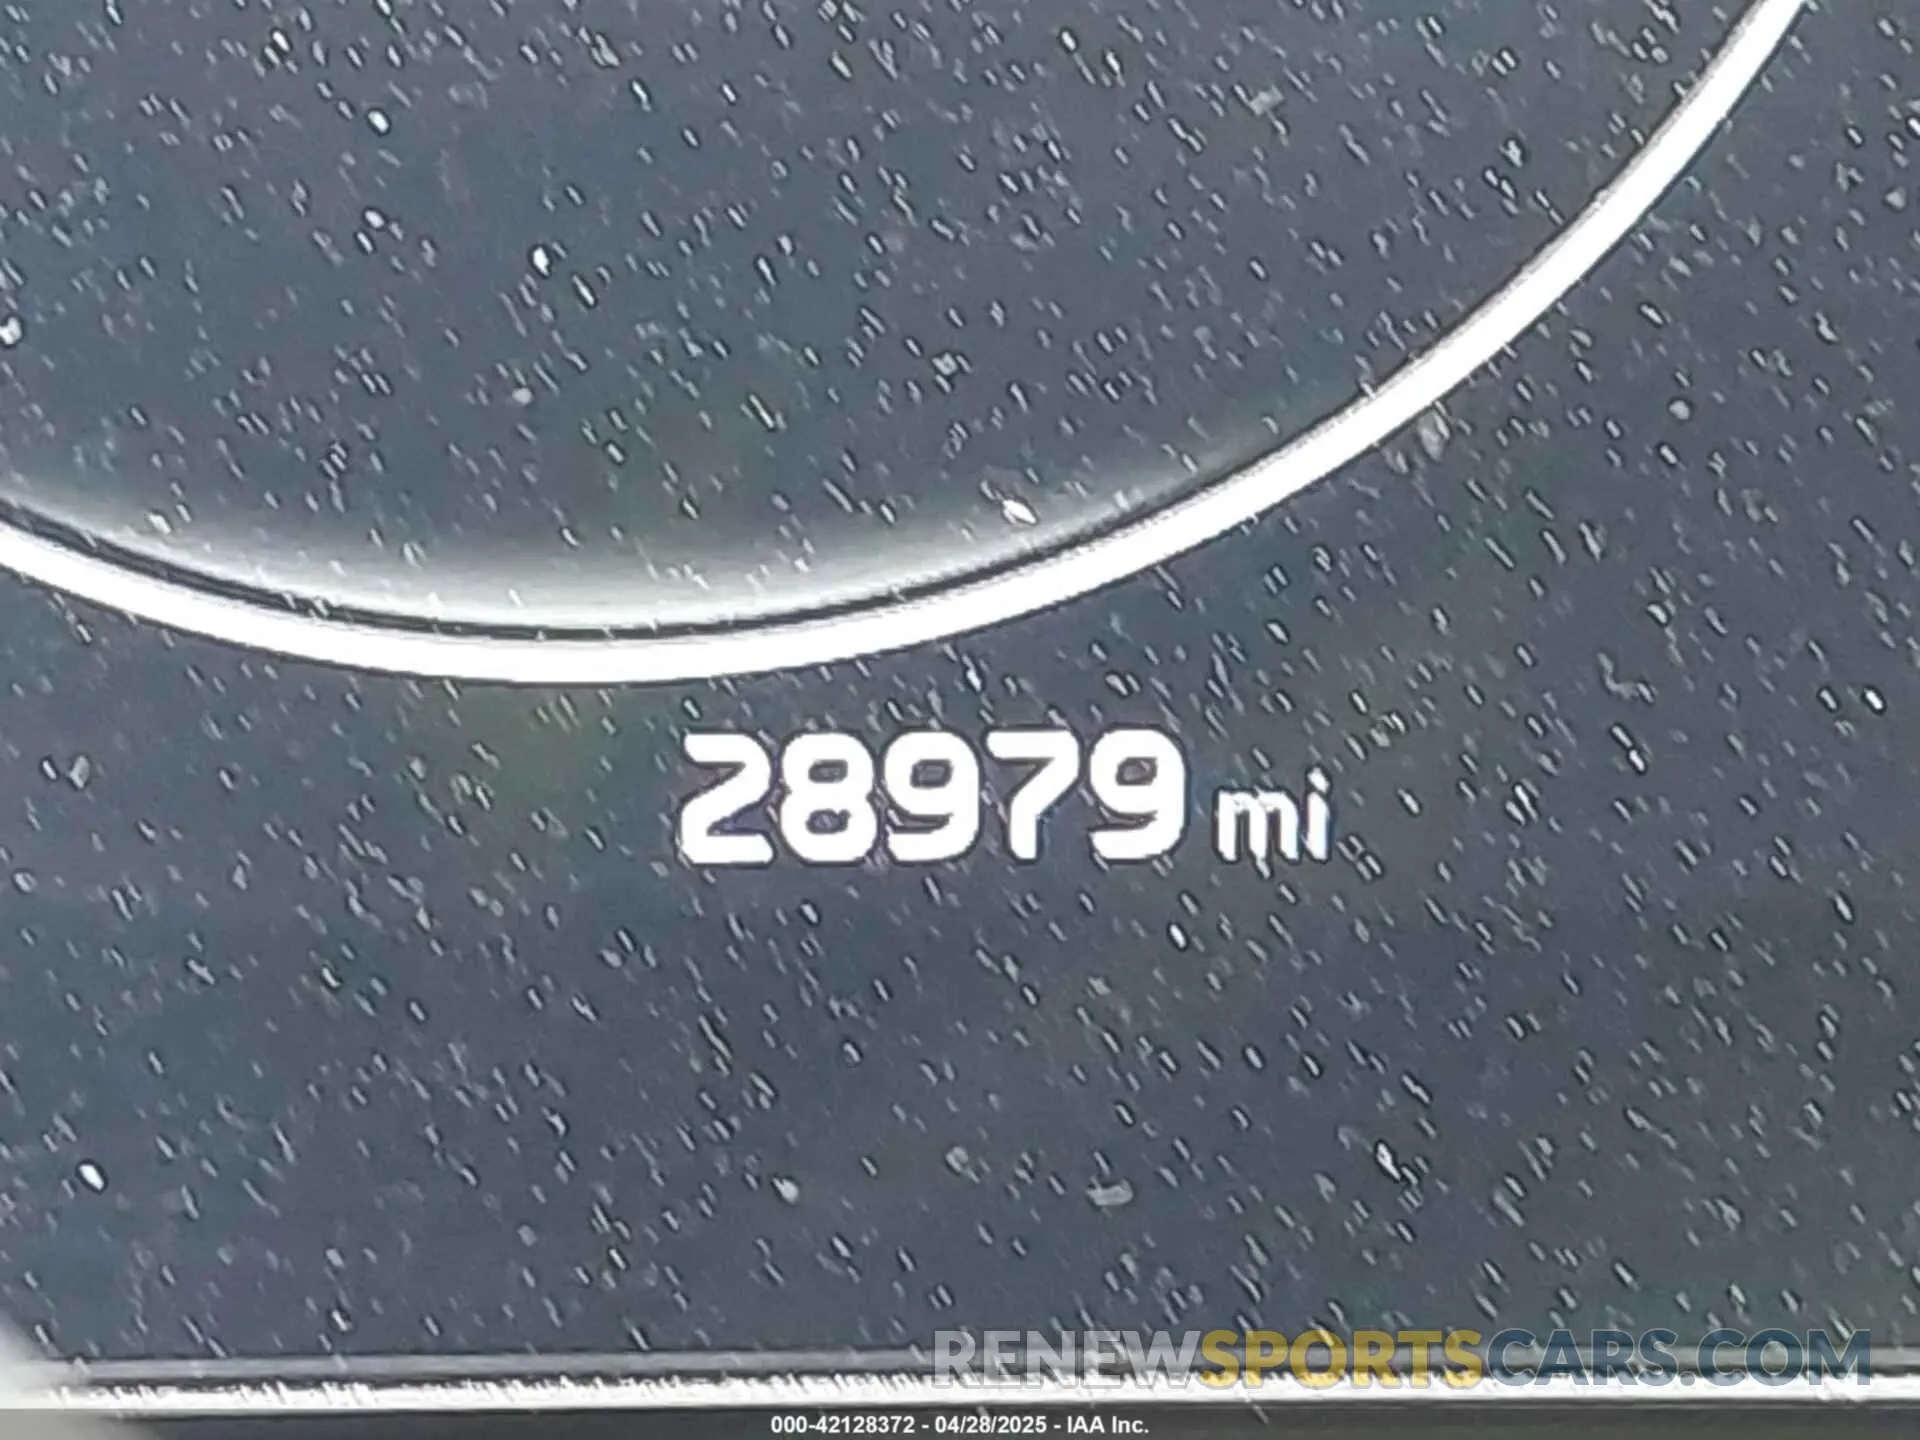 28979 mi
RENEWSPORTSCARS.COM
000-42128372 - 04/28/2025 - IAA Inc.